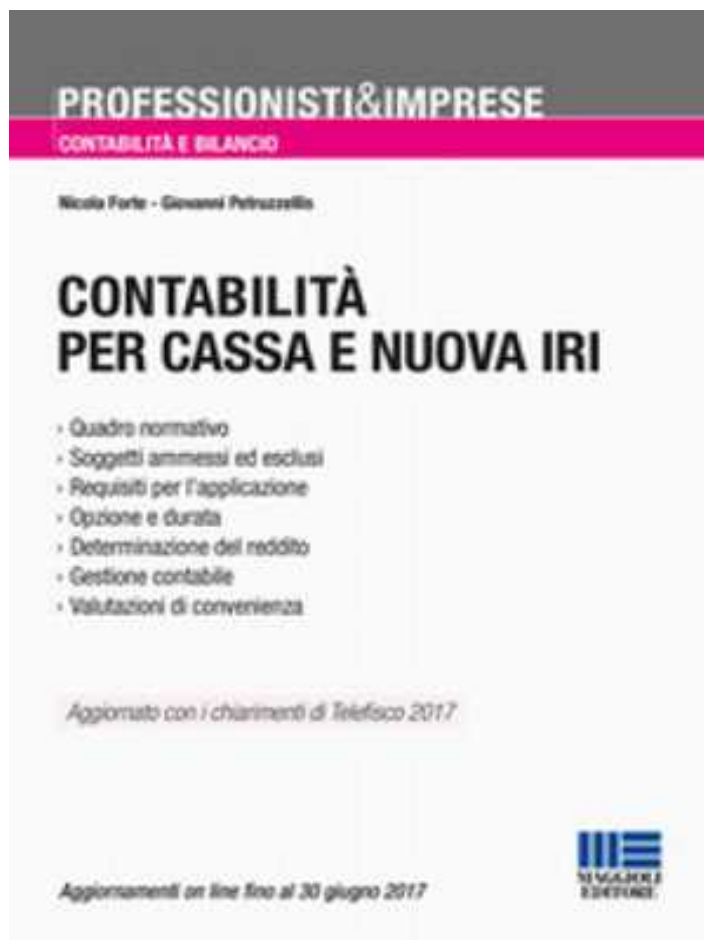 PROFESSIONISTI&IMPRESE
CONTABILITÀ E BILANCIO
Nicola Forte - Giovanni Petruzzellis
CONTABILITÀ
PER CASSA E NUOVA IRI
› Quadro normativo
› Soggetti ammessi ed esclusi
› Requisiti per l'applicazione
› Opzione e durata
› Determinazione del reddito
› Gestione contabile
› Valutazioni di convenienza
Aggiornato con i chiarimenti di Telefisco 2017
MAGGIOLI
EDITORE
Aggiornamenti on line fino al 30 giugno 2017